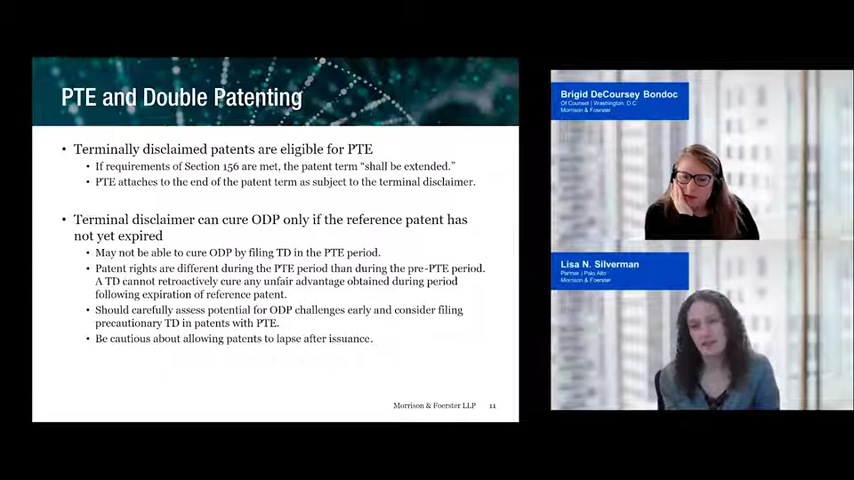 PTE and Double Patenting
• Terminally disclaimed patents are eligible for PTE
• If requirements of Section 156 are met, the patent term “shall be extended.”
• PTE attaches to the end of the patent term as subject to the terminal disclaimer.
• Terminal disclaimer can cure ODP only if the reference patent has
not yet expired
• May not be able to cure ODP by filing TD in the PTE period.
• Patent rights are different during the PTE period than during the pre-PTE period.
A TD cannot retroactively cure any unfair advantage obtained during period
following expiration of reference patent.
• Should carefully assess potential for ODP challenges early and consider filing
precautionary TD in patents with PTE.
• Be cautious about allowing patents to lapse after issuance.
Morrison & Foerster LLP 11
Brigid DeCoursey Bondoc
Of Counsel | Washington, D.C.
Morrison & Foerster
Lisa N. Silverman
Partner | Palo Alto
Morrison & Foerster